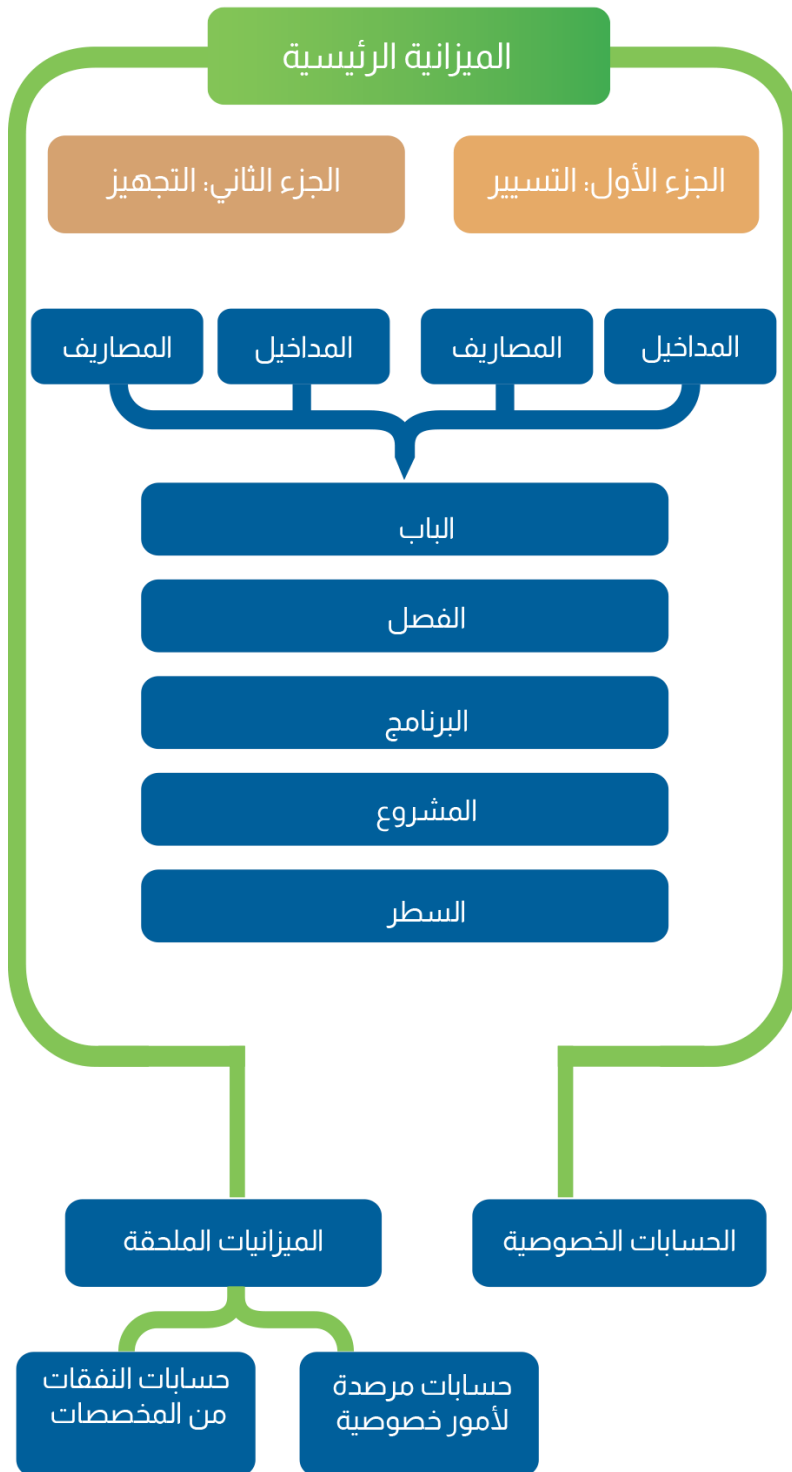 الميزانية الرئيسية
الجزء الأول: التسيير
الجزء الثاني: التجهيز
المداخيل
المصاريف
المداخيل
المصاريف
الباب
الفصل
البرنامج
المشروع
السطر
الحسابات الخصوصية
الميزانيات الملحقة
حسابات مرصدة
لأمور خصوصية
حسابات النفقات
من المخصصات